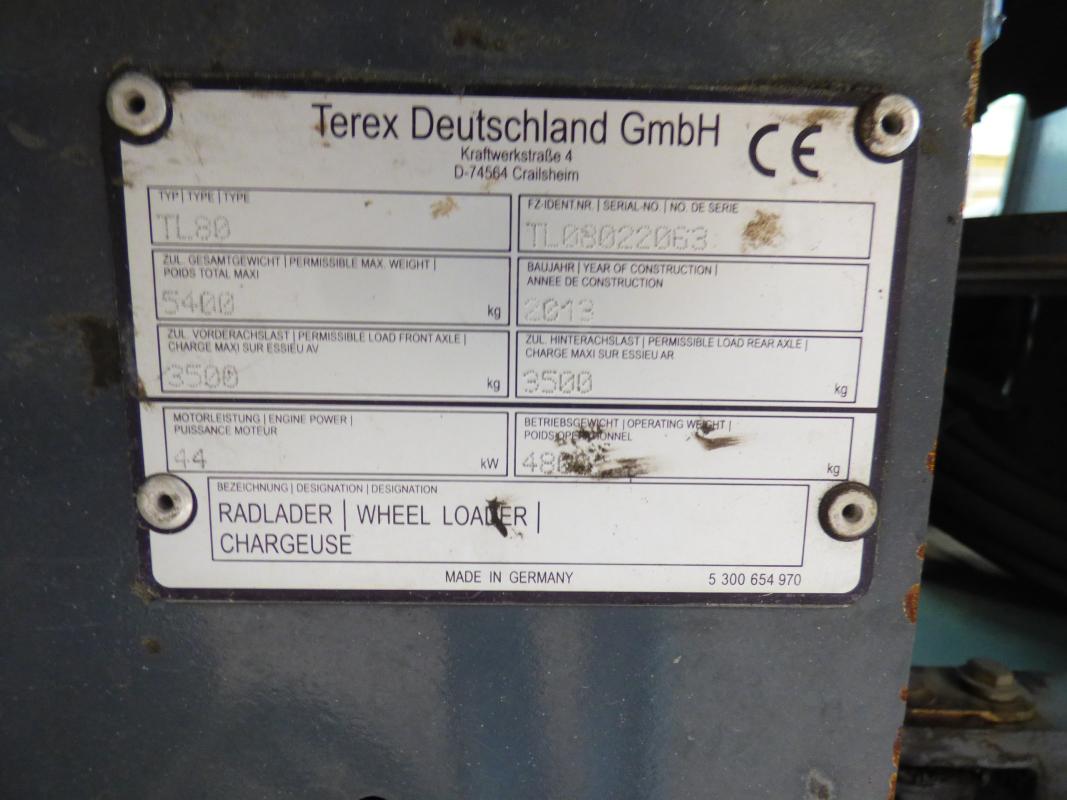 Terex Deutschland GmbH
CE
Kraftwerkstraße 4
D-74564 Crailsheim
TYP | TYPE | TYPE
TL80
FZ-IDENT.NR. | SERIAL-NO. | NO. DE SERIE
ZUL. GESAMTGEWICHT | PERMISSIBLE MAX. WEIGHT |
POIDS TOTAL MAXI
5400 kg
BAUJAHR | YEAR OF CONSTRUCTION |
ANNEE DE CONSTRUCTION
2013
ZUL. VORDERACHSLAST | PERMISSIBLE LOAD FRONT AXLE |
CHARGE MAXI SUR ESSIEU AV
3500 kg
ZUL. HINTERACHSLAST | PERMISSIBLE LOAD REAR AXLE |
CHARGE MAXI SUR ESSIEU AR
3500 kg
MOTORLEISTUNG | ENGINE POWER |
PUISSANCE MOTEUR
44 kW
BETRIEBSGEWICHT | OPERATING WEIGHT |
POIDS OPERATIONNEL
kg
BEZEICHNUNG | DESIGNATION | DESIGNATION
RADLADER | WHEEL LOADER |
CHARGEUSE
MADE IN GERMANY
5 300 654 970